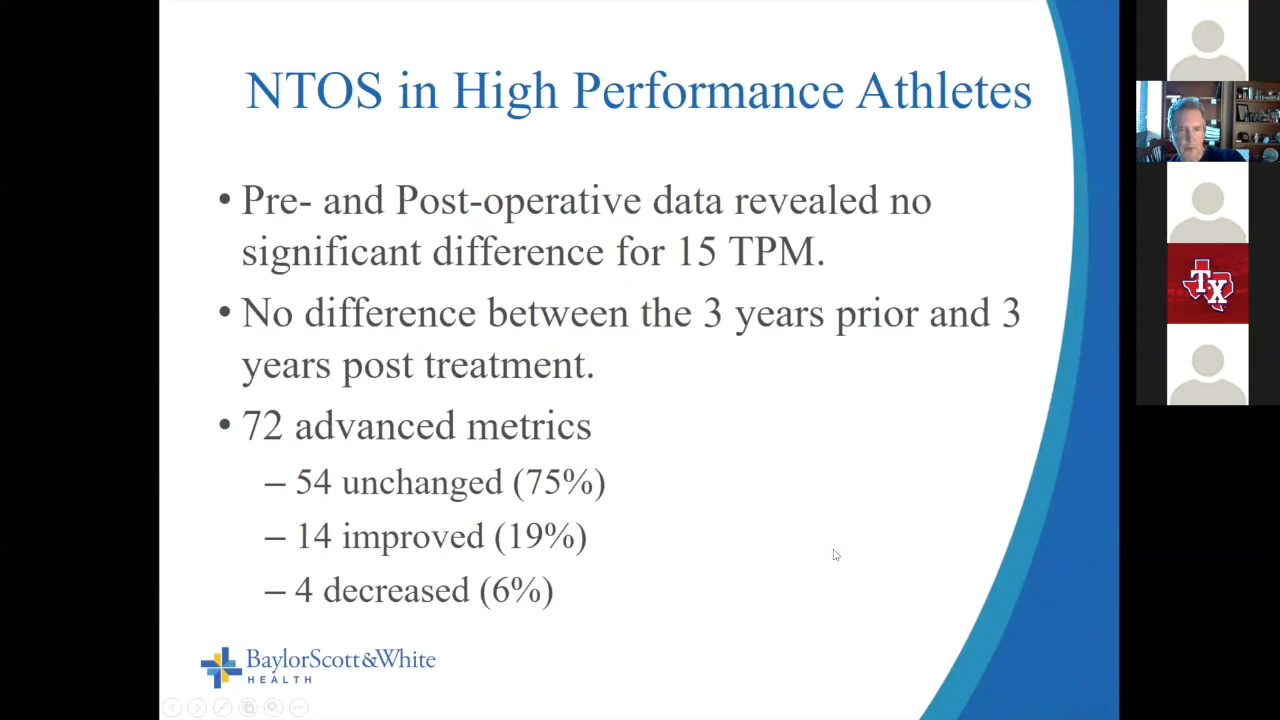 NTOS in High Performance Athletes
• Pre- and Post-operative data revealed no
significant difference for 15 TPM.
• No difference between the 3 years prior and 3
years post treatment.
• 72 advanced metrics
– 54 unchanged (75%)
– 14 improved (19%)
– 4 decreased (6%)
BaylorScott&White
HEALTH
TX